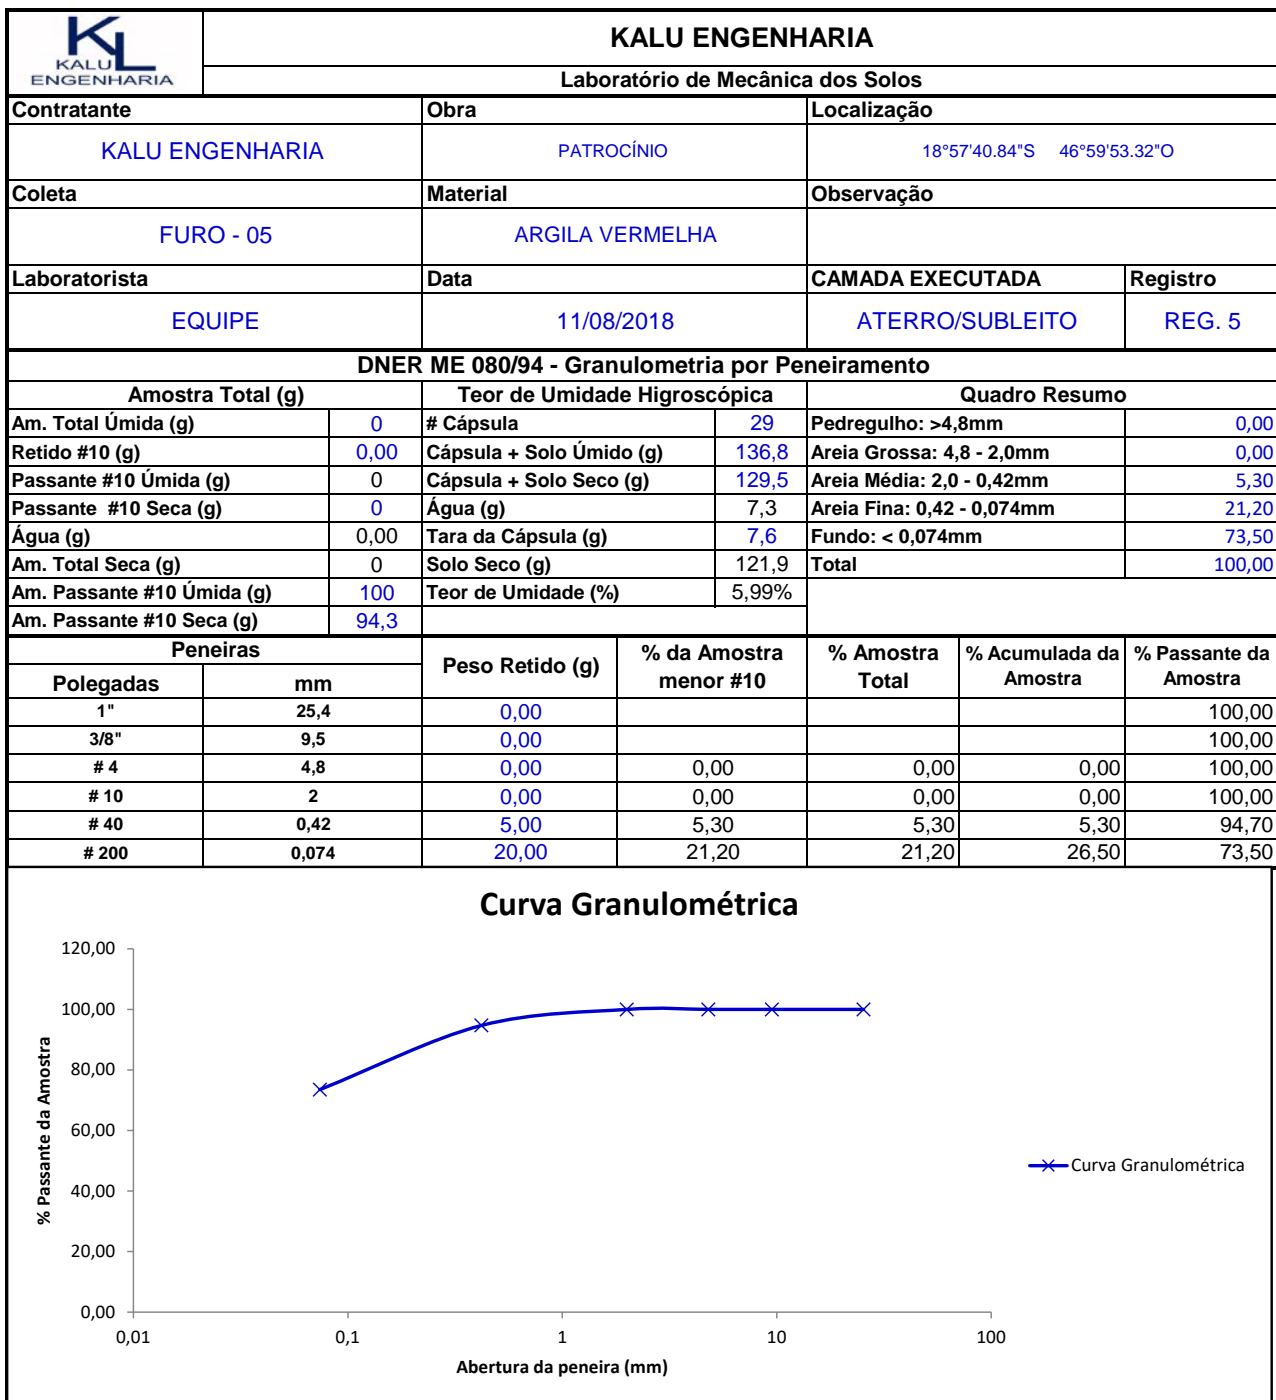 KL
KALU
ENGENHARIA
KALU ENGENHARIA
Laboratório de Mecânica dos Solos
Contratante Obra Localização
KALU ENGENHARIA PATROCÍNIO 18°57'40.84"S 46°59'53.32"O
Coleta Material Observação
FURO - 05 ARGILA VERMELHA
Laboratorista Data CAMADA EXECUTADA Registro
EQUIPE 11/08/2018 ATERRO/SUBLEITO REG. 5
DNER ME 080/94 - Granulometria por Peneiramento
Amostra Total (g) Teor de Umidade Higroscópica Quadro Resumo
Am. Total Úmida (g) 0 # Cápsula 29 Pedregulho: >4,8mm 0,00
Retido #10 (g) 0,00 Cápsula + Solo Úmido (g) 136,8 Areia Grossa: 4,8 - 2,0mm 0,00
Passante #10 Úmida (g) 0 Cápsula + Solo Seco (g) 129,5 Areia Média: 2,0 - 0,42mm 5,30
Passante #10 Seca (g) 0 Água (g) 7,3 Areia Fina: 0,42 - 0,074mm 21,20
Água (g) 0,00 Tara da Cápsula (g) 7,6 Fundo: < 0,074mm 73,50
Am. Total Seca (g) 0 Solo Seco (g) 121,9 Total 100,00
Am. Passante #10 Úmida (g) 100 Teor de Umidade (%) 5,99%
Am. Passante #10 Seca (g) 94,3
Peneiras Peso Retido (g) % da Amostra menor #10 % Amostra Total % Acumulada da Amostra % Passante da Amostra
Polegadas mm
1" 25,4 0,00 100,00
3/8" 9,5 0,00 100,00
# 4 4,8 0,00 0,00 0,00 0,00 100,00
# 10 2 0,00 0,00 0,00 0,00 100,00
# 40 0,42 5,00 5,30 5,30 5,30 94,70
# 200 0,074 20,00 21,20 21,20 26,50 73,50
Curva Granulométrica
120,00
100,00
80,00
60,00
40,00
20,00
0,00
% Passante da Amostra
Curva Granulométrica
0,01 0,1 1 10 100
Abertura da peneira (mm)